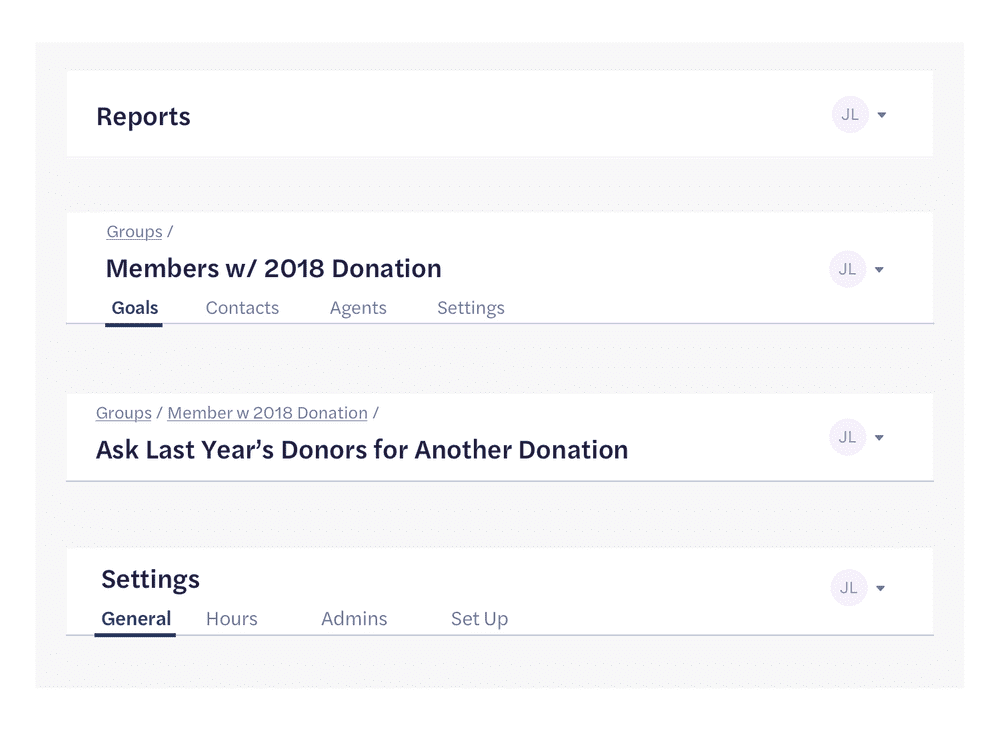 Reports
JL
Groups /
Members w/ 2018 Donation
JL
Goals Contacts Agents Settings
Groups / Member w 2018 Donation /
Ask Last Year’s Donors for Another Donation
JL
Settings
JL
General Hours Admins Set Up